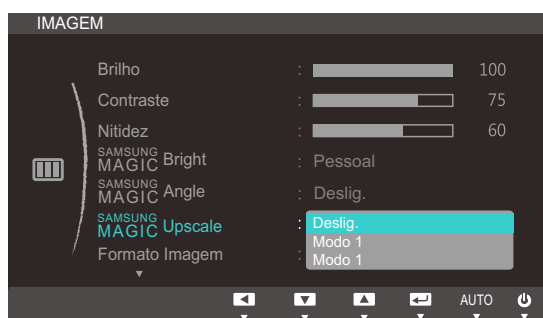 IMAGEM
Brilho : 100
Contraste : 75
Nitidez : 60
SAMSUNG MAGIC Bright : Pessoal
SAMSUNG MAGIC Angle : Deslig.
SAMSUNG MAGIC Upscale : Deslig.
Modo 1
Modo 1
Formato Imagem :
AUTO